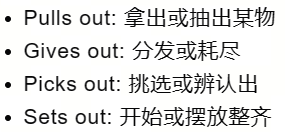 • Pulls out: 拿出或抽出某物
• Gives out: 分发或耗尽
• Picks out: 挑选或辨认出
• Sets out: 开始或摆放整齐